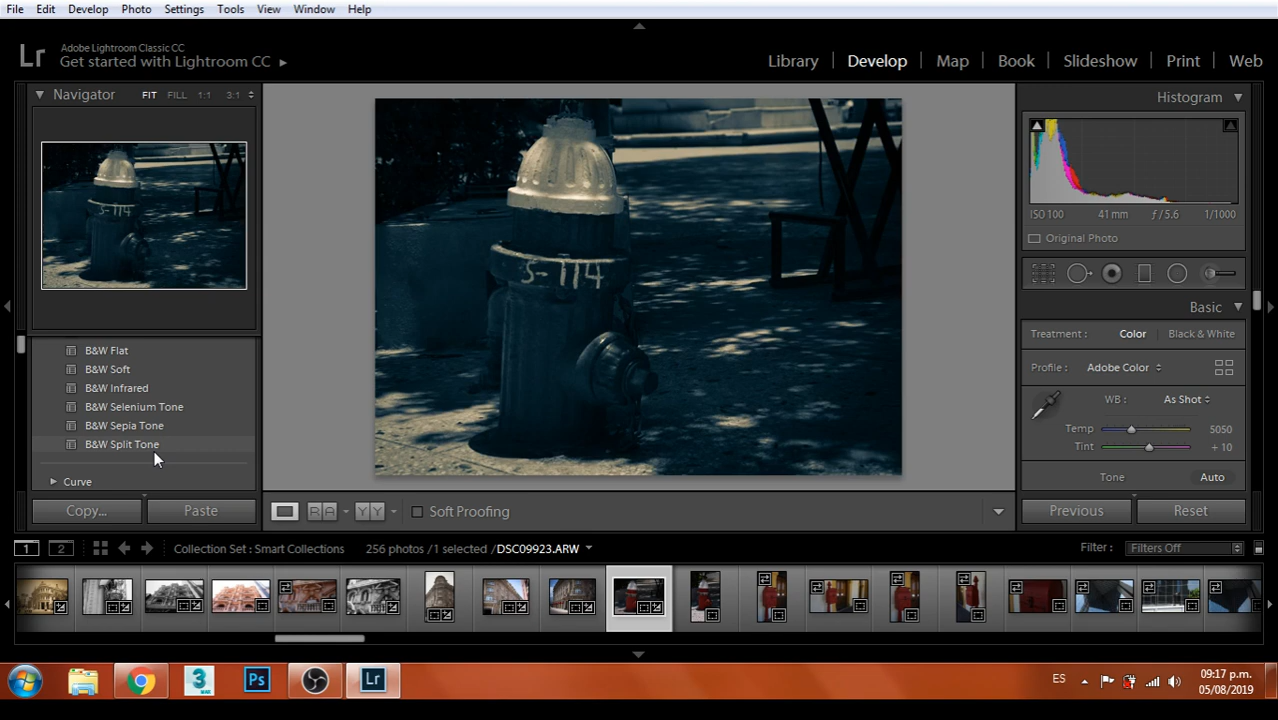 File Edit Develop Photo Settings Tools View Window Help
Lr
Adobe Lightroom Classic CC
Get started with Lightroom CC
Library Develop Map Book Slideshow Print Web
Navigator FIT FILL 1:1 3:1
Histogram
ISO 100 41 mm ƒ / 5.6 1/1000
Original Photo
S-114
S-114
Basic
Treatment : Color Black & White
Profile : Adobe Color
WB : As Shot
Temp 5050
Tint + 10
Tone Auto
B&W Flat
B&W Soft
B&W Infrared
B&W Selenium Tone
B&W Sepia Tone
B&W Split Tone
Curve
Copy... Paste
R A Y Y Soft Proofing
Previous Reset
1 2 Collection Set : Smart Collections 256 photos / 1 selected / DSC09923.ARW
Filter : Filters Off
3 MAX Ps Lr
ES 09:17 p.m.
05/08/2019